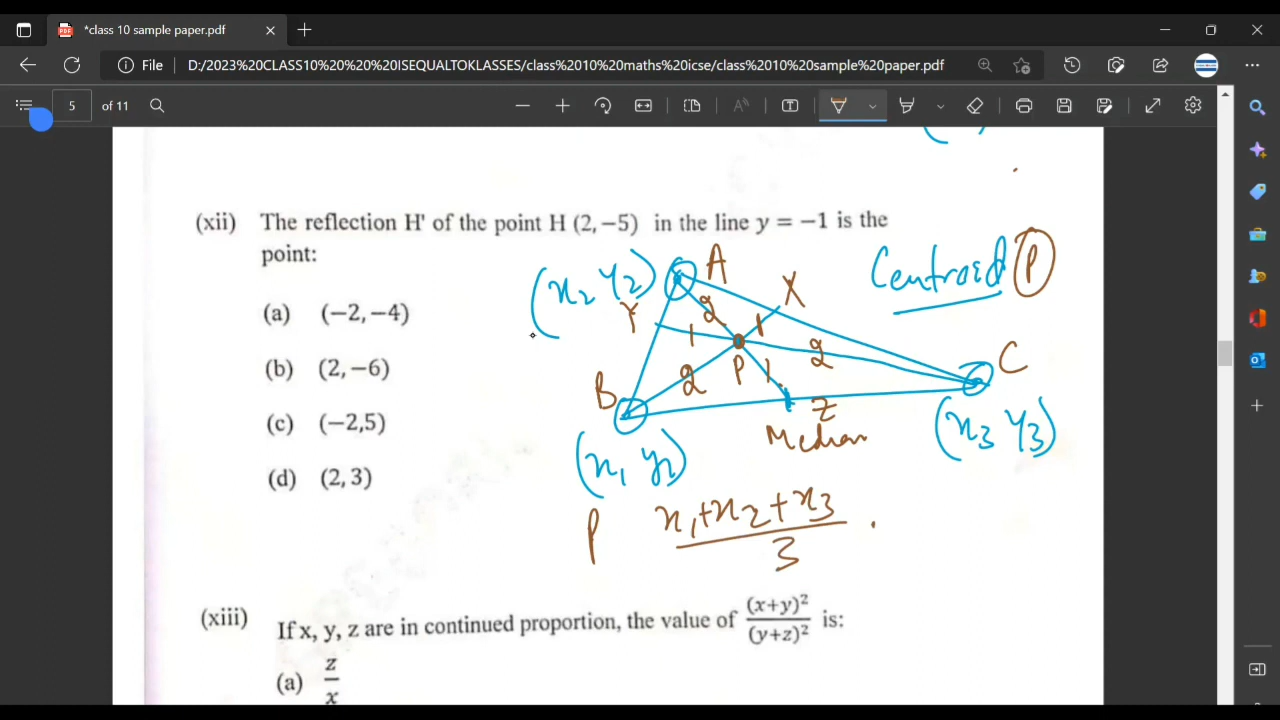 *class 10 sample paper.pdf
File D:/2023%20CLASS10%20%20%20ISEQUALTOKLASSES/class%2010%20maths%20icse/class%2010%20sample%20paper.pdf
5 of 11
(xii) The reflection H' of the point H (2,−5) in the line y = −1 is the
point:
(a) (−2,−4)
(b) (2,−6)
(c) (−2,5)
(d) (2,3)
(x2 y2) A
X
Centroid P
Y
2
1
1
2
2
P
1
B
C
Z
Median
(x1 y1)
(x3 y3)
P x1+x2+x3
3
(xiii) If x, y, z are in continued proportion, the value of (x+y)²/(y+z)² is:
(a) z
x